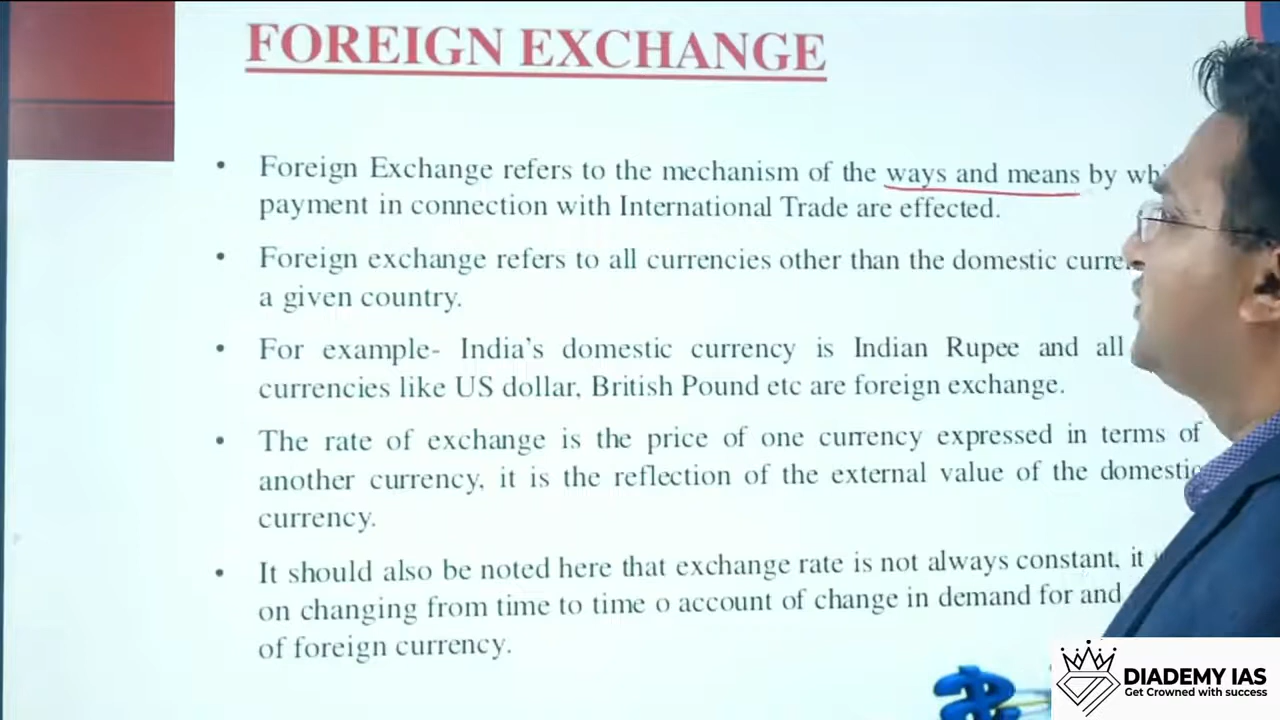 FOREIGN EXCHANGE
• Foreign Exchange refers to the mechanism of the ways and means by
payment in connection with International Trade are effected.
• Foreign exchange refers to all currencies other than the domestic
a given country.
• For example- India's domestic currency is Indian Rupee and all
currencies like US dollar, British Pound etc are foreign exchange.
• The rate of exchange is the price of one currency expressed in terms of
another currency, it is the reflection of the external value of the domestic
currency.
• It should also be noted here that exchange rate is not always constant, it
on changing from time to time o account of change in demand for and
of foreign currency.
DIADEMY IAS
Get Crowned with success